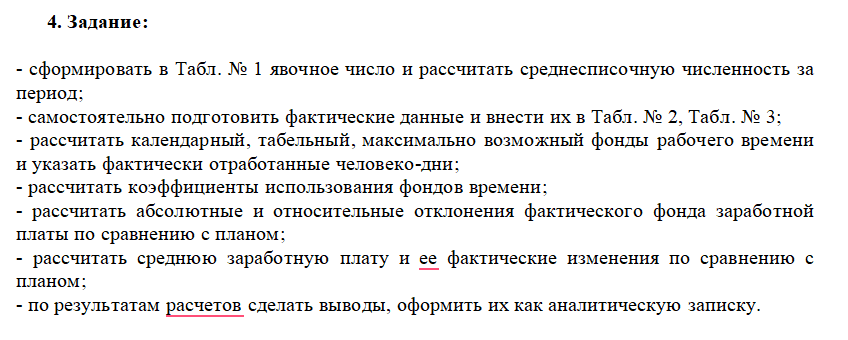 4. Задание:
- сформировать в Табл. № 1 явочное число и рассчитать среднесписочную численность за
период;
- самостоятельно подготовить фактические данные и внести их в Табл. № 2, Табл. № 3;
- рассчитать календарный, табельный, максимально возможный фонды рабочего времени
и указать фактически отработанные человеко-дни;
- рассчитать коэффициенты использования фондов времени;
- рассчитать абсолютные и относительные отклонения фактического фонда заработной
платы по сравнению с планом;
- рассчитать среднюю заработную плату и ее фактические изменения по сравнению с
планом;
- по результатам расчетов сделать выводы, оформить их как аналитическую записку.